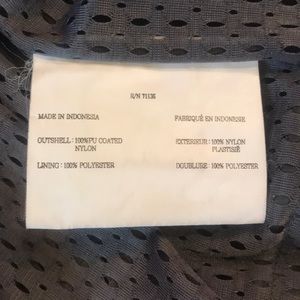 R/N 71135
MADE IN INDONESIA
FABRIQUÉ EN INDONESIE
OUTSHELL : 100%PU COATED
NYLON
EXTERIEUR : 100% NYLON
PLASTISIÉ
LINING : 100% POLYESTER
DOUBLURE : 100% POLYESTER